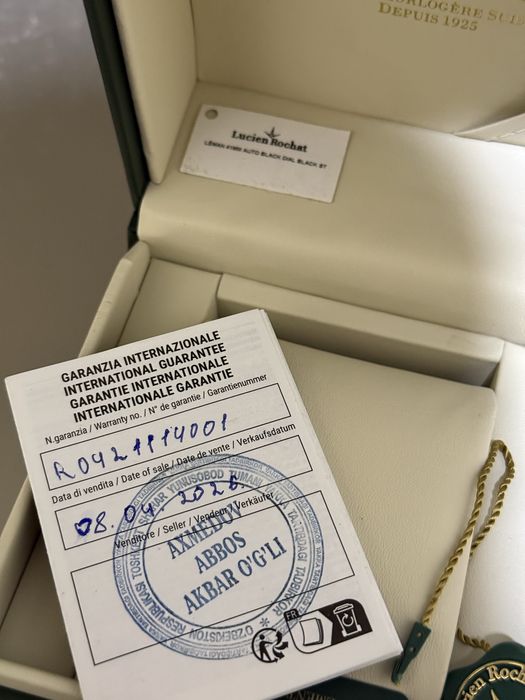 HORLOGÈRE SUI
DEPUIS 1925
Lucien Rochat
LÉMAN 41MM AUTO BLACK DIAL BLACK ST
GARANZIA INTERNAZIONALE
INTERNATIONAL GUARANTEE
GARANTIE INTERNATIONALE
INTERNATIONALE GARANTIE
N.garanzia / Warranty no. / N° de garantie / Garantienummer
R0421114001
Data di vendita / Date of sale / Date de vente / Verkaufsdatum
08.04.2026
Venditore / Seller / Vendeur / Verkäufer
AXMEDOV
ABBOS
AKBAR O'G'LI
O'ZBEKISTON RESPUBLIKASI TOSHKENT SHAHAR YUNUSOBOD TUMANI
YAKKA TARTIBDAGI TADBIRKOR
FR
Lucien Roch